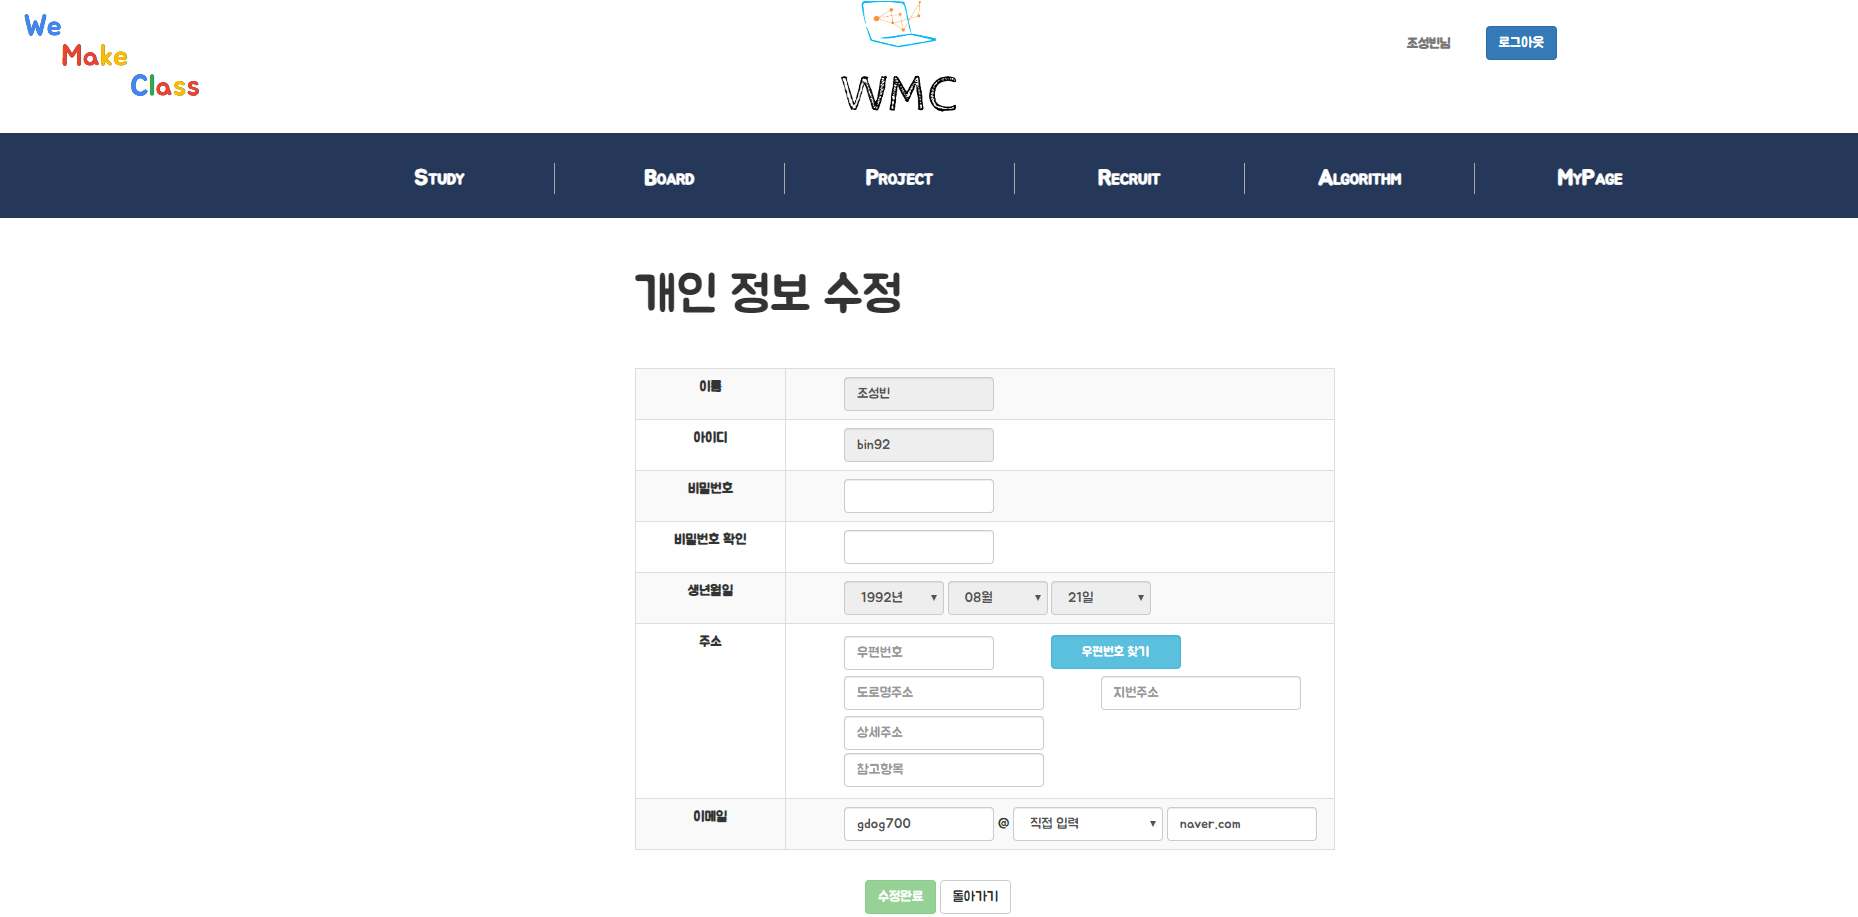 We
Make
Class
WMC
조성빈님
로그아웃
Study
Board
Project
Recruit
Algorithm
MyPage
개인 정보 수정
이름
조성빈
아이디
bin92
비밀번호
비밀번호 확인
생년월일
1992년 08월 21일
주소
우편번호 우편번호 찾기
도로명주소 지번주소
상세주소
참고항목
이메일
gdog700 @ 직접 입력 naver.com
수정완료 돌아가기